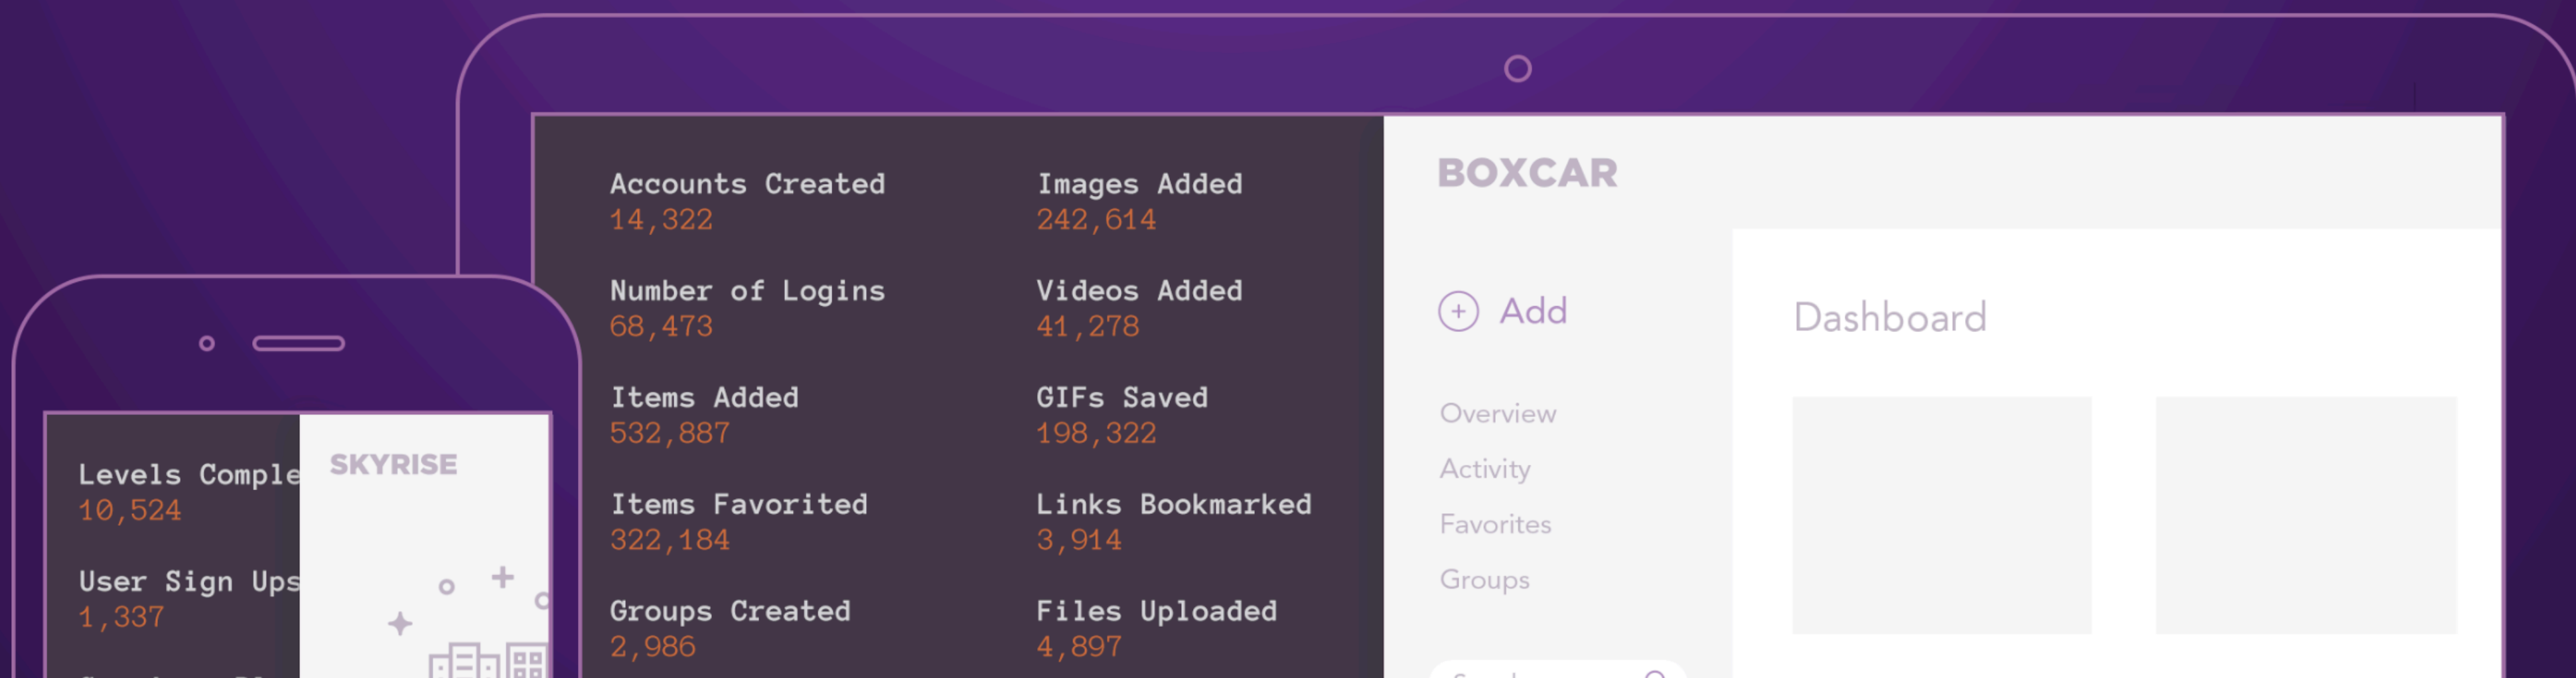 Accounts Created
14,322
Number of Logins
68,473
Items Added
532,887
Items Favorited
322,184
Groups Created
2,986
Images Added
242,614
Videos Added
41,278
GIFs Saved
198,322
Links Bookmarked
3,914
Files Uploaded
4,897
BOXCAR
Add
Overview
Activity
Favorites
Groups
Dashboard
Levels Comple
10,524
User Sign Ups
1,337
SKYRISE